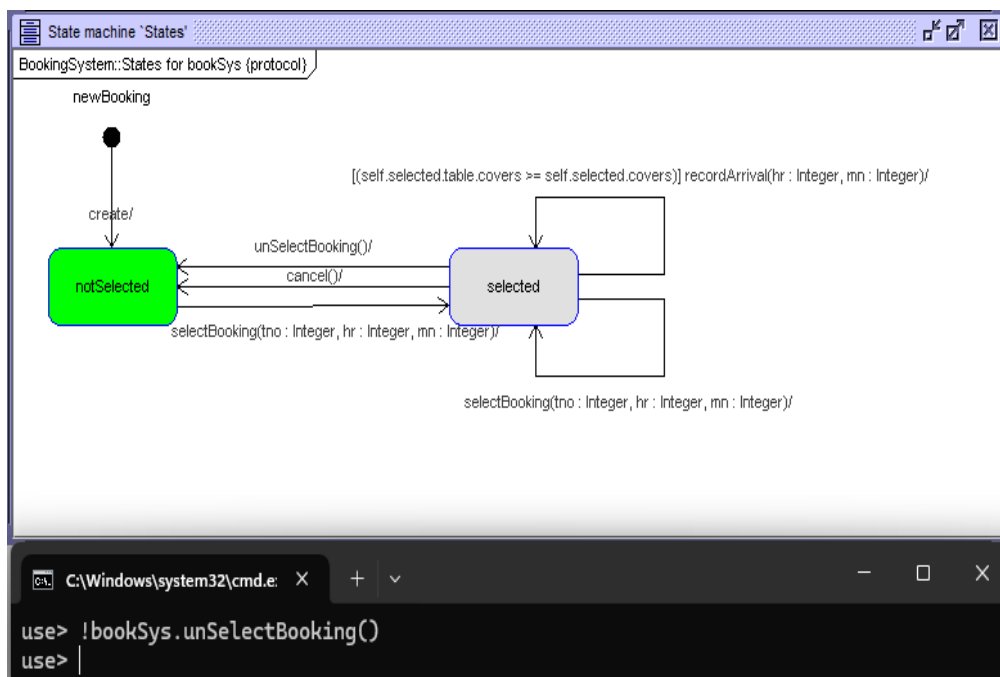 State machine `States'
BookingSystem::States for bookSys {protocol}
newBooking
[(self.selected.table.covers >= self.selected.covers)] recordArrival(hr : Integer, mn : Integer)/
create/
unSelectBooking()/
cancel()/
notSelected
selected
selectBooking(tno : Integer, hr : Integer, mn : Integer)/
selectBooking(tno : Integer, hr : Integer, mn : Integer)/
C:\Windows\system32\cmd.e:
use> !bookSys.unSelectBooking()
use>